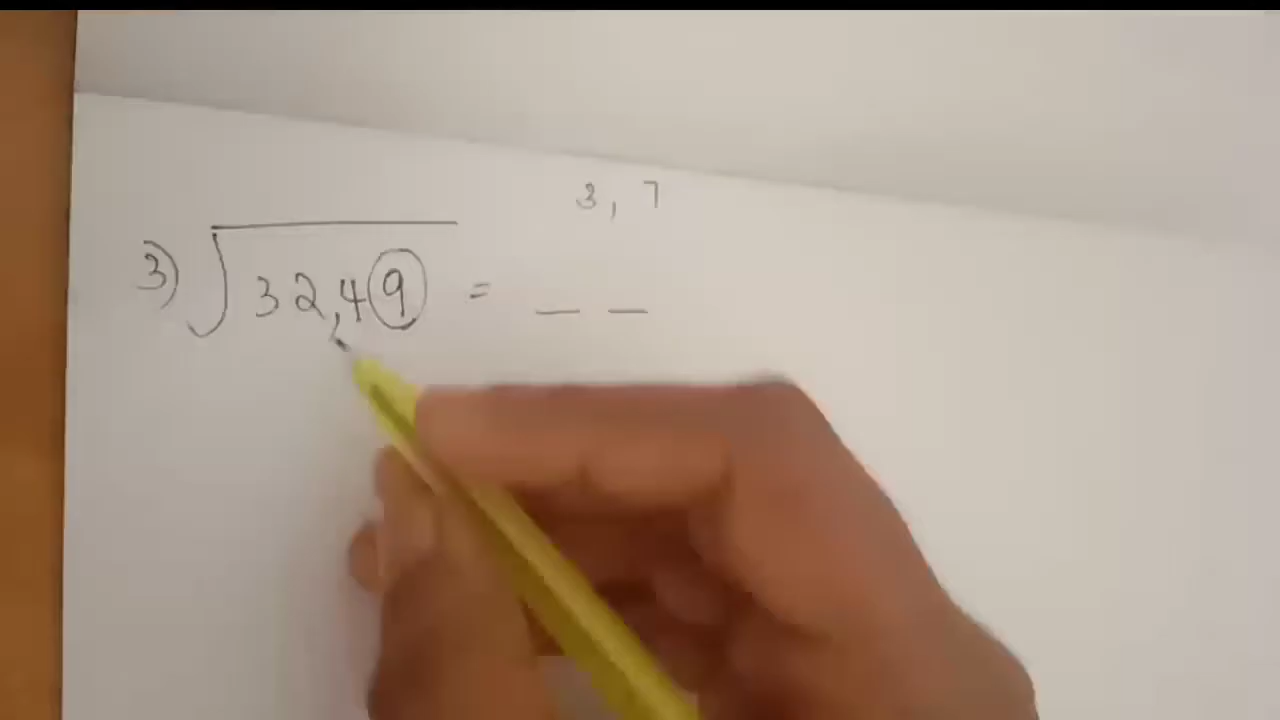 3, 7
3) √32,49 = _ _